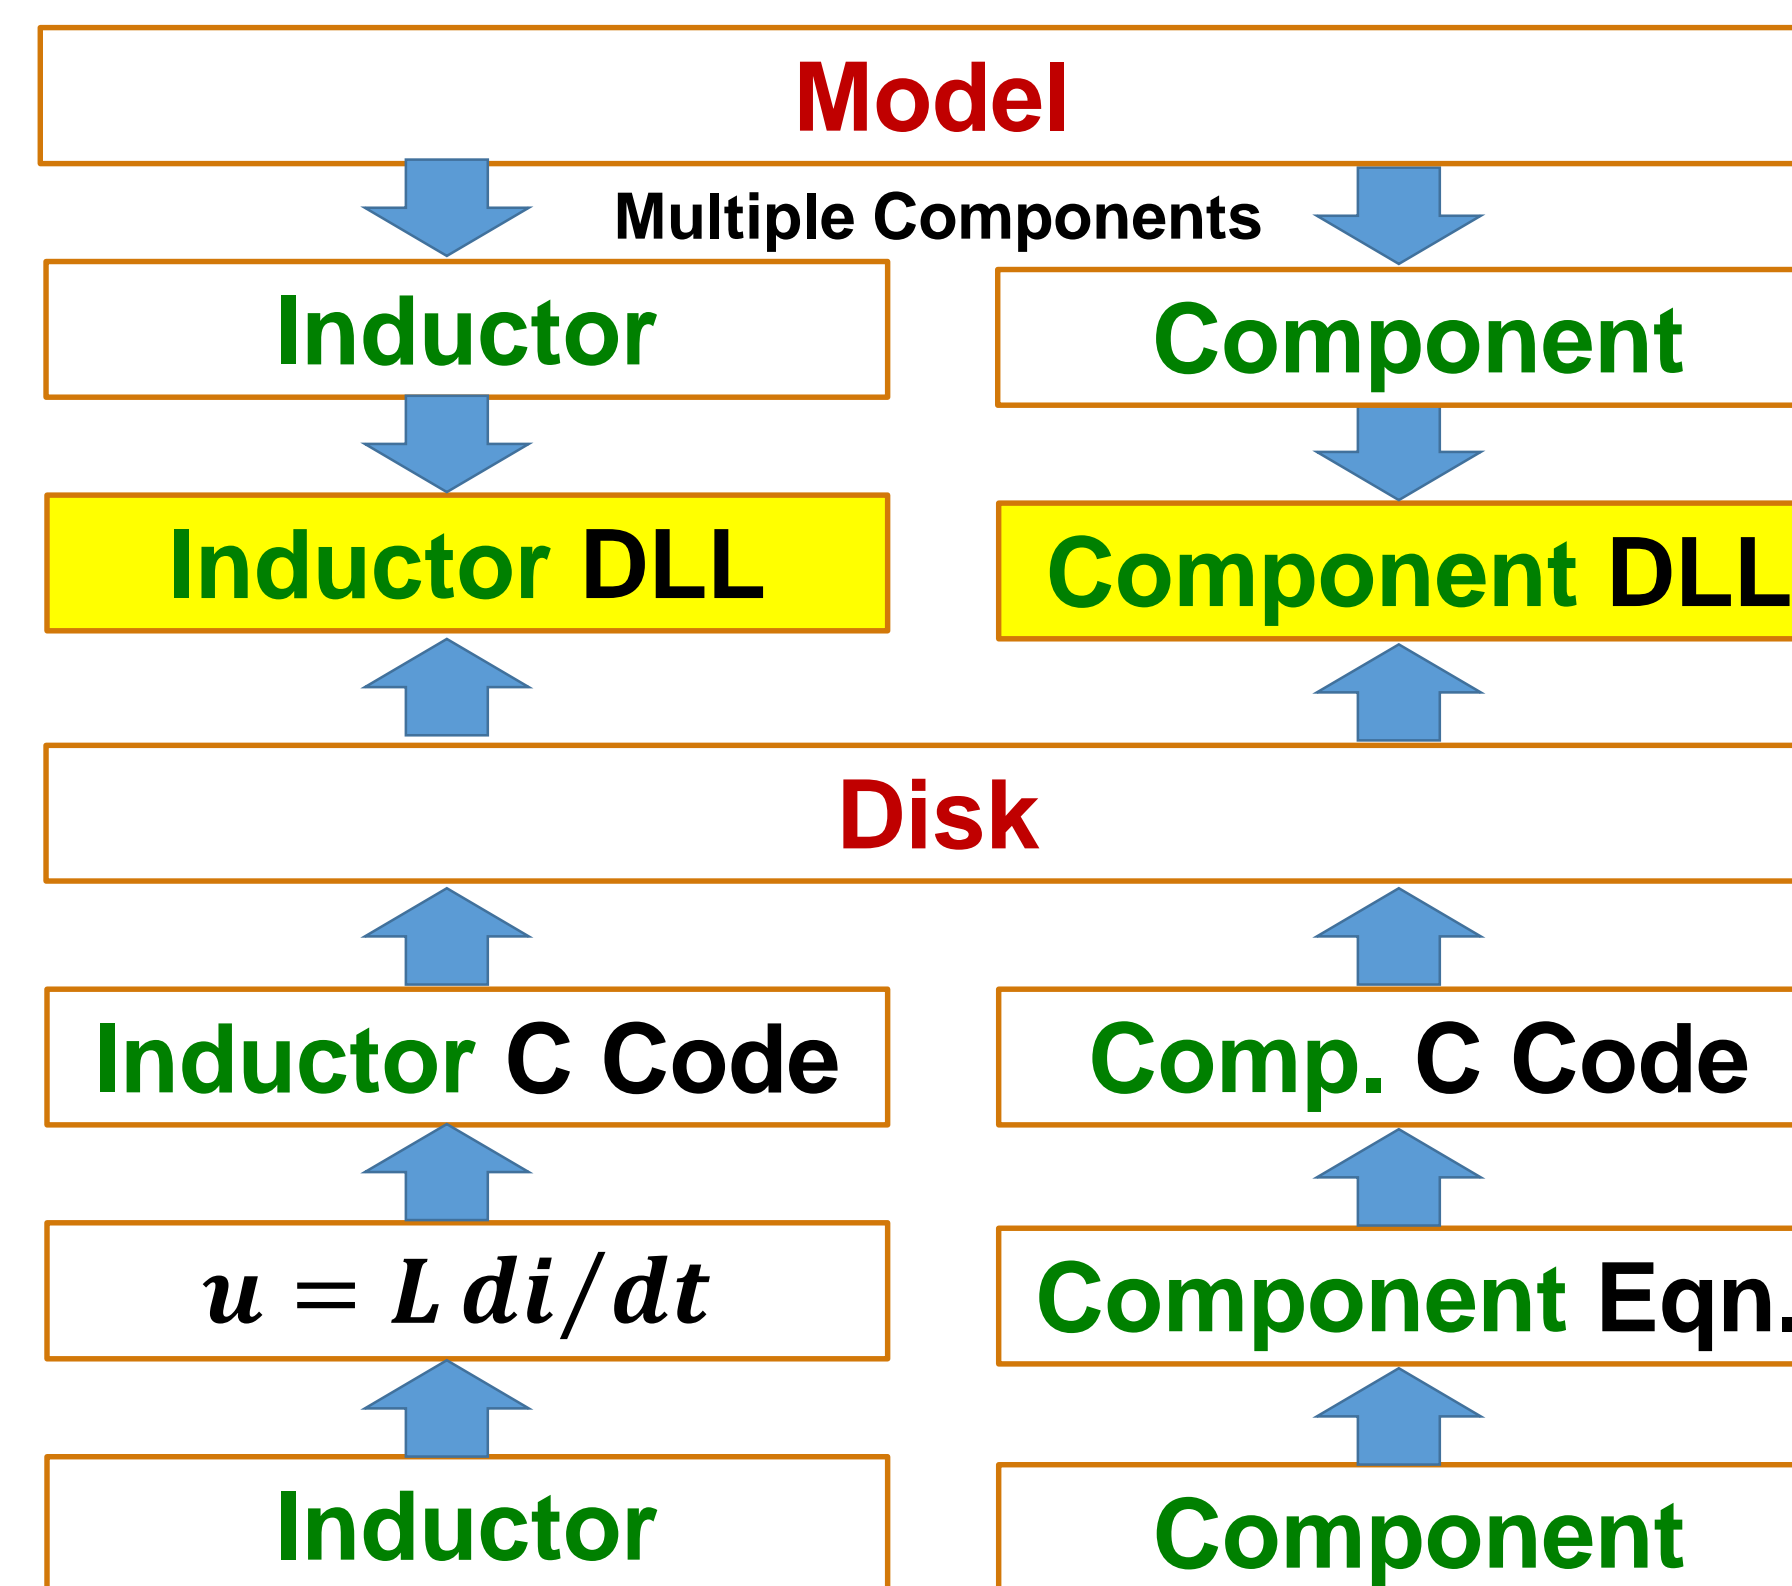 Model
Multiple Components
Inductor
Component
Inductor DLL
Component DLL
Disk
Inductor C Code
Comp. C Code
u = L di/dt
Component Eqn.
Inductor
Component